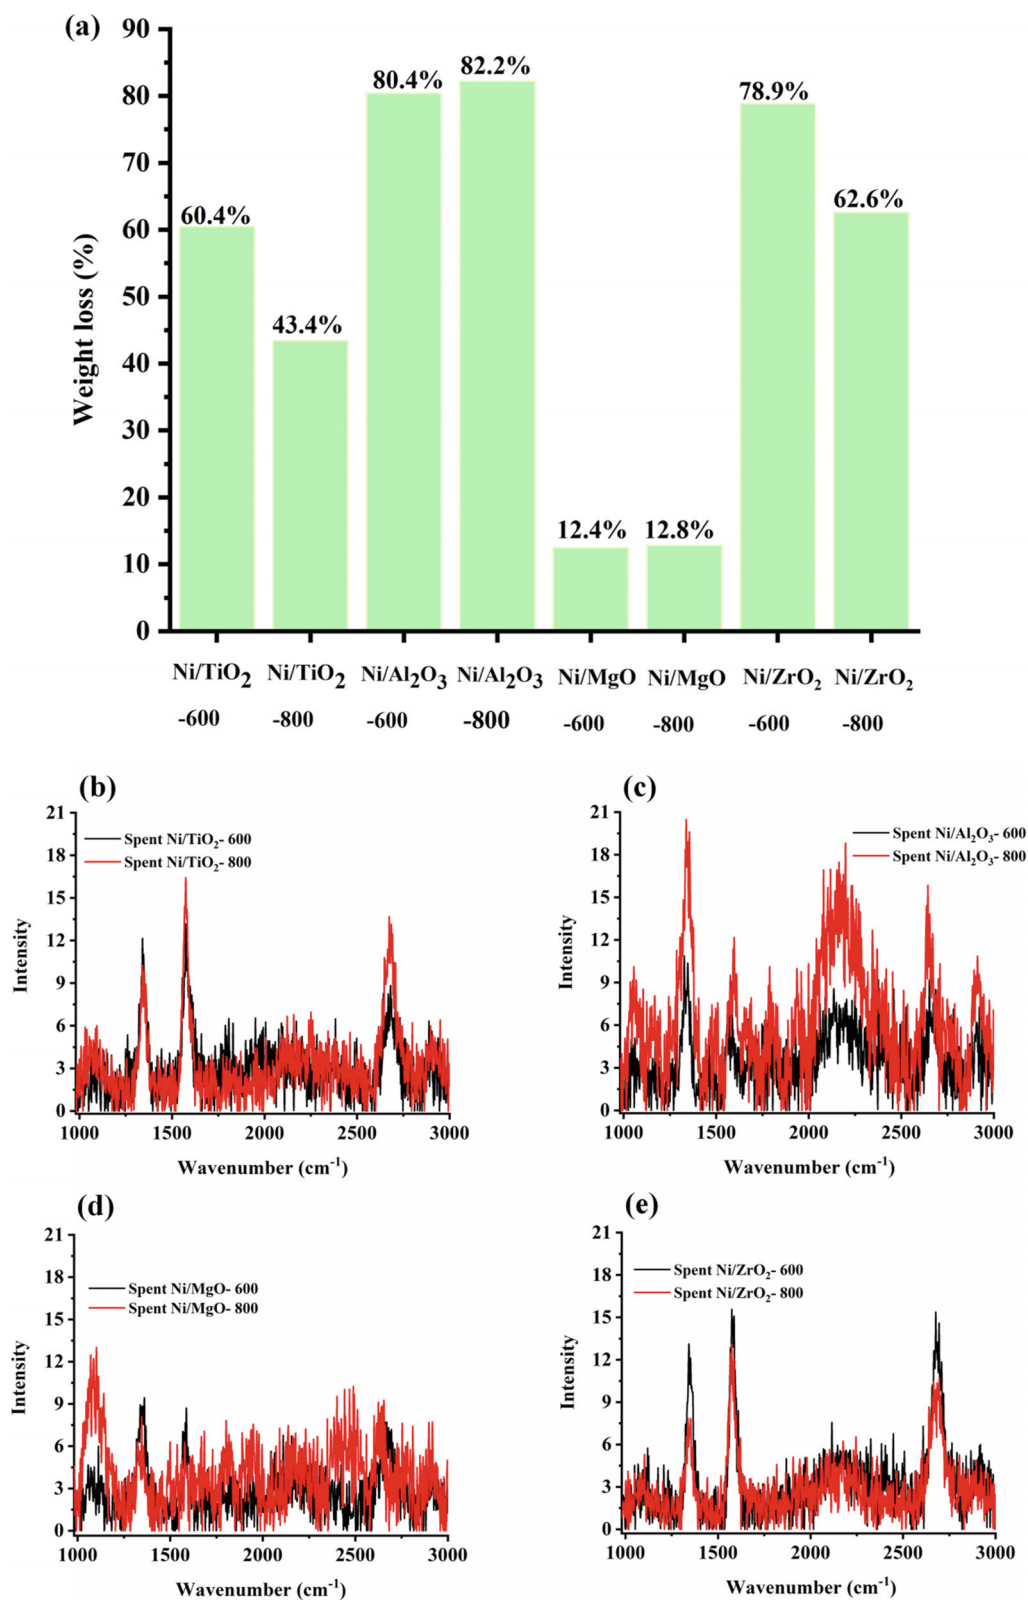 (a)
90
80
70
60
50
40
30
20
10
0
Weight loss (%)
60.4%
43.4%
80.4%
82.2%
12.4%
12.8%
78.9%
62.6%
Ni/TiO₂ Ni/TiO₂ Ni/Al₂O₃ Ni/Al₂O₃ Ni/MgO Ni/MgO Ni/ZrO₂ Ni/ZrO₂
-600 -800 -600 -800 -600 -800 -600 -800
(b)
21
18
15
12
9
6
3
0
Intensity
Spent Ni/TiO₂- 600
Spent Ni/TiO₂- 800
1000 1500 2000 2500 3000
Wavenumber (cm⁻¹)
(c)
21
18
15
12
9
6
3
0
Intensity
Spent Ni/Al₂O₃- 600
Spent Ni/Al₂O₃- 800
1000 1500 2000 2500 3000
Wavenumber (cm⁻¹)
(d)
21
18
15
12
9
6
3
0
Intensity
Spent Ni/MgO- 600
Spent Ni/MgO- 800
1000 1500 2000 2500 3000
Wavenumber (cm⁻¹)
(e)
21
18
15
12
9
6
3
0
Intensity
Spent Ni/ZrO₂- 600
Spent Ni/ZrO₂- 800
1000 1500 2000 2500 3000
Wavenumber (cm⁻¹)